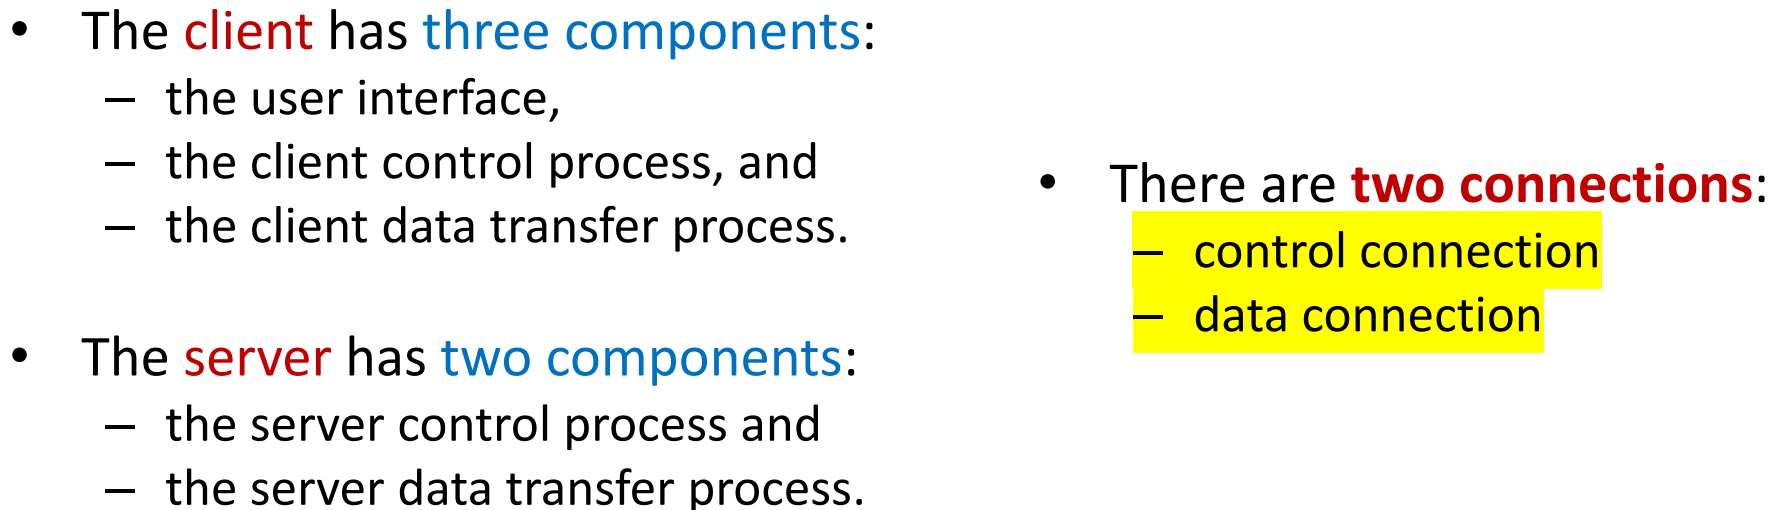 • The client has three components:
– the user interface,
– the client control process, and
– the client data transfer process.
• The server has two components:
– the server control process and
– the server data transfer process.
• There are two connections:
– control connection
– data connection